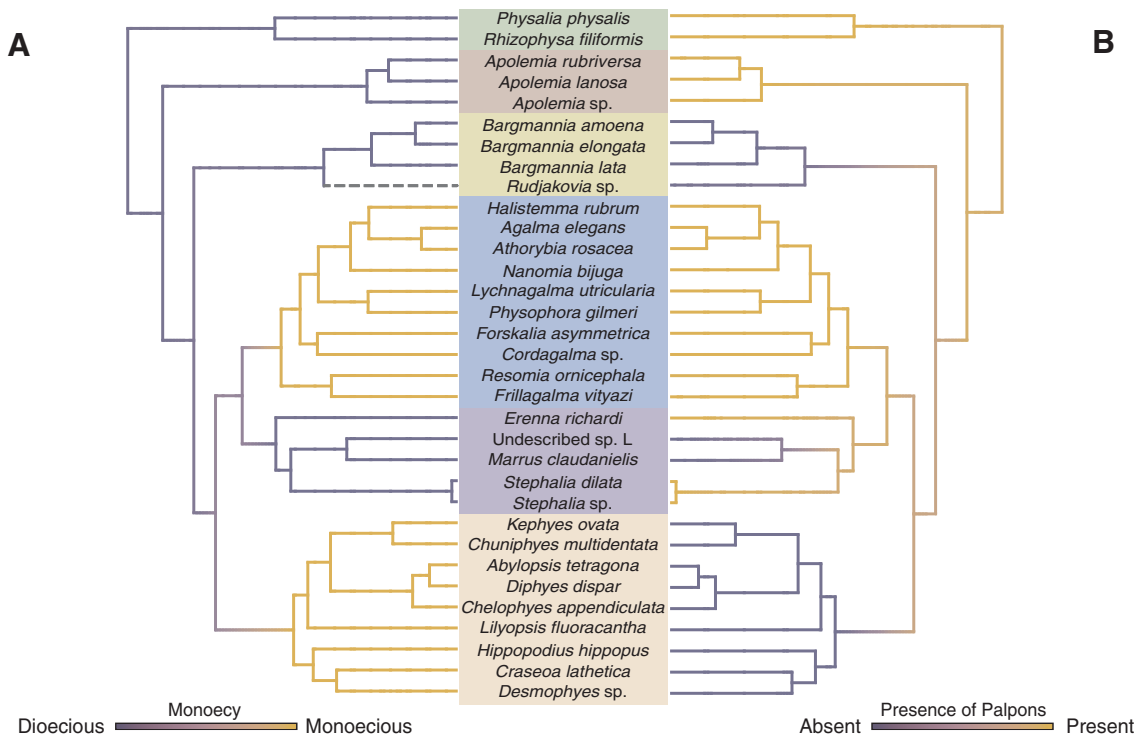 A
B
Physalia physalis
Rhizophysa filiformis
Apolemia rubriversa
Apolemia lanosa
Apolemia sp.
Bargmannia amoena
Bargmannia elongata
Bargmannia lata
Rudjakovia sp.
Halistemma rubrum
Agalma elegans
Athorybia rosacea
Nanomia bijuga
Lychnagalma utricularia
Physophora gilmeri
Forskalia asymmetrica
Cordagalma sp.
Resomia ornicephala
Frillagalma vityazi
Erenna richardi
Undescribed sp. L
Marrus claudanielis
Stephalia dilata
Stephalia sp.
Kephyes ovata
Chuniphyes multidentata
Abylopsis tetragona
Diphyes dispar
Chelophyes appendiculata
Lilyopsis fluoracantha
Hippopodius hippopus
Craseoa lathetica
Desmophyes sp.
Monoecy
Dioecious Monoecious
Presence of Palpons
Absent Present